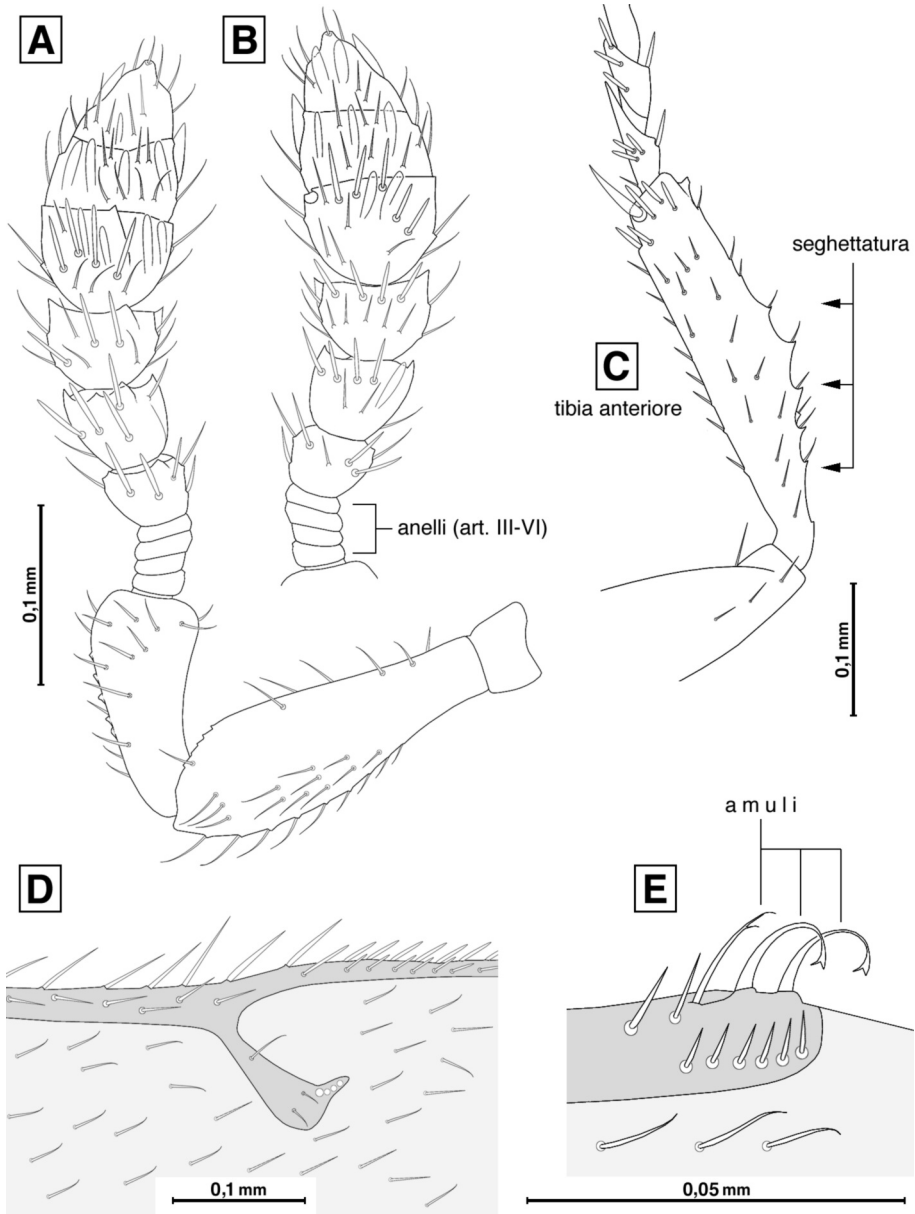 A
B
seghettatura
C
tibia anteriore
anelli (art. III-VI)
0,1 mm
0,1 mm
amuli
D
E
0,1 mm
0,05 mm